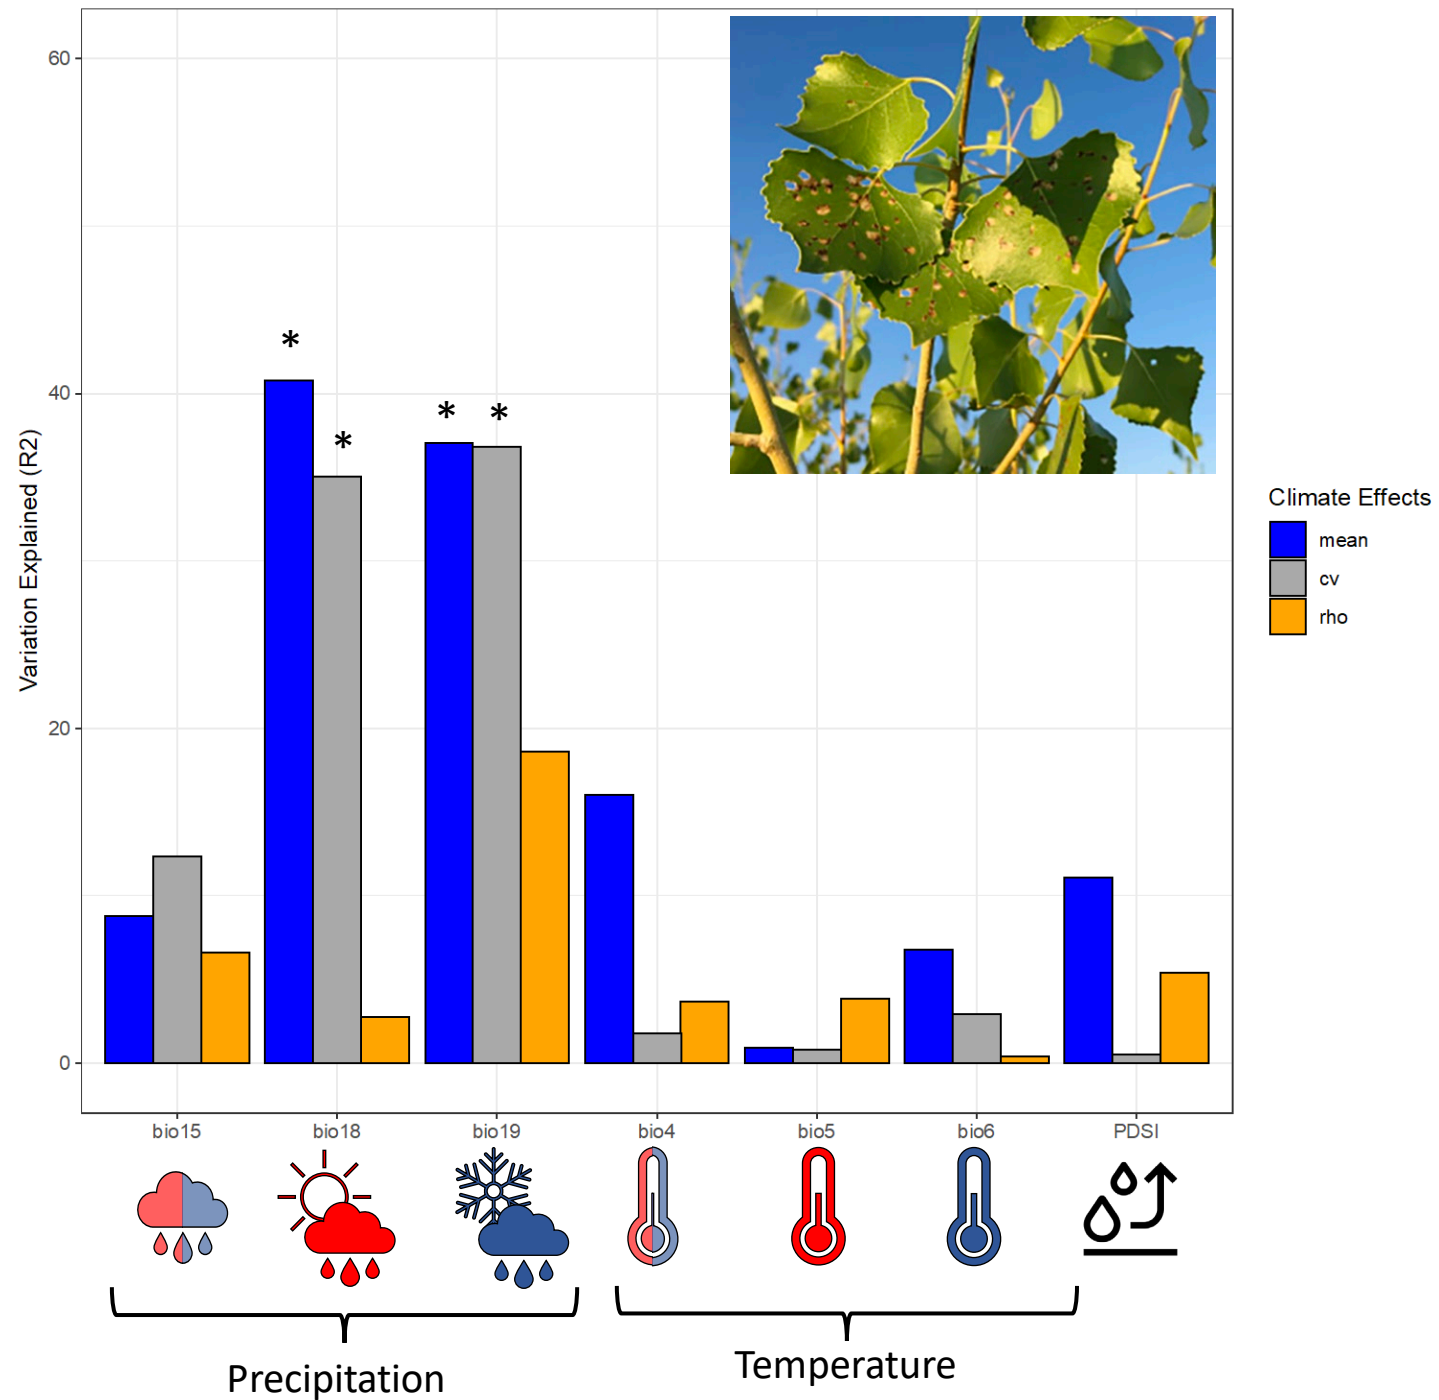 60
40
20
0
Variation Explained (R2)
*
*
* *
Climate Effects
mean
cv
rho
bio15 bio18 bio19 bio4 bio5 bio6 PDSI
Precipitation
Temperature